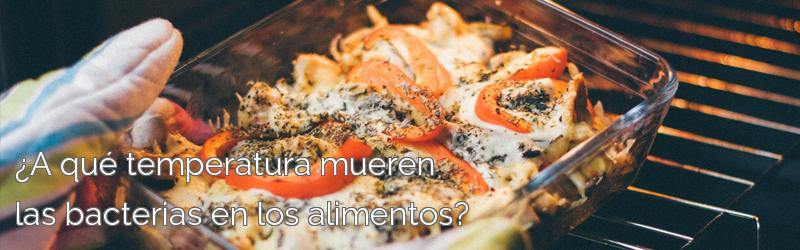 ¿A qué temperatura mueren
las bacterias en los alimentos?